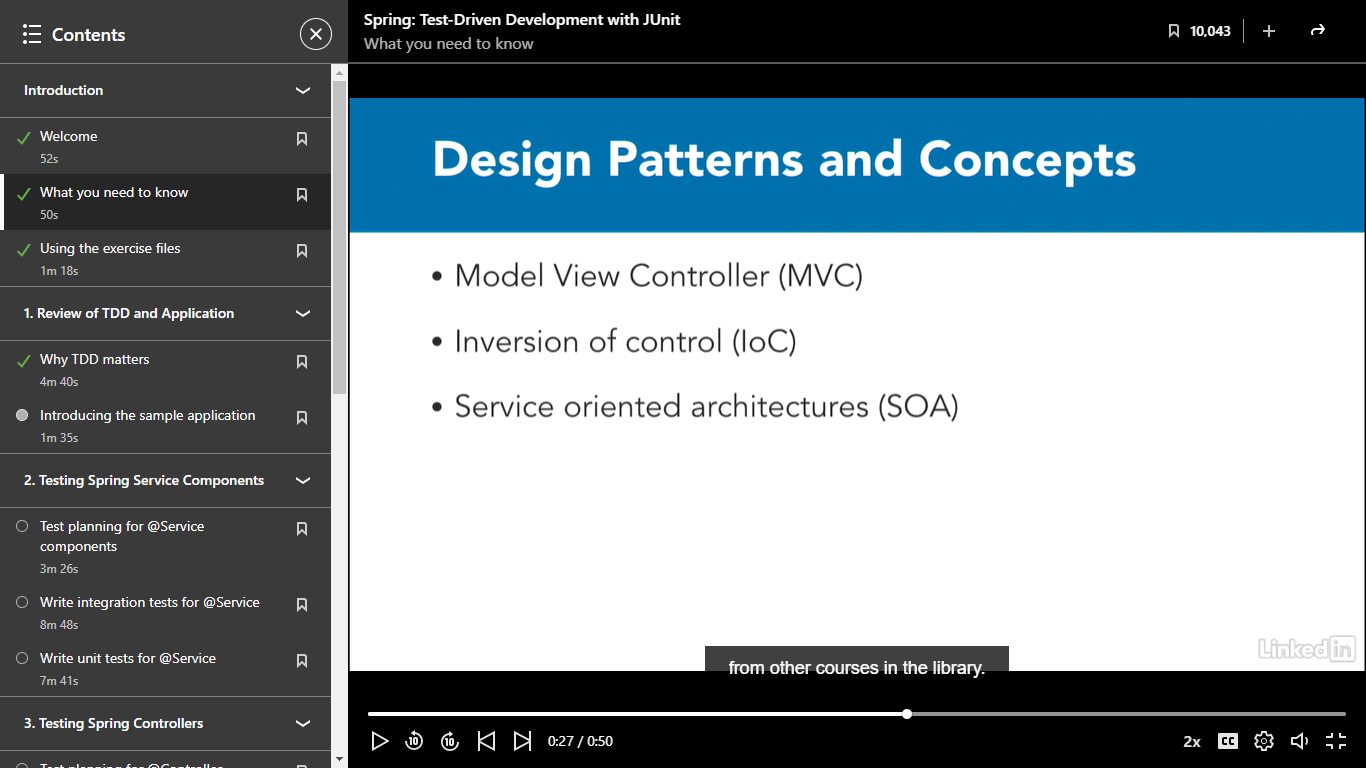 Contents
Introduction
Welcome
52s
What you need to know
50s
Using the exercise files
1m 18s
1. Review of TDD and Application
Why TDD matters
4m 40s
Introducing the sample application
1m 35s
2. Testing Spring Service Components
Test planning for @Service
components
3m 26s
Write integration tests for @Service
8m 48s
Write unit tests for @Service
7m 41s
3. Testing Spring Controllers
Test planning for @Controller
Spring: Test-Driven Development with JUnit
What you need to know
10,043
Design Patterns and Concepts
• Model View Controller (MVC)
• Inversion of control (IoC)
• Service oriented architectures (SOA)
LinkedIn
from other courses in the library.
10
10
0:27 / 0:50
2x
CC